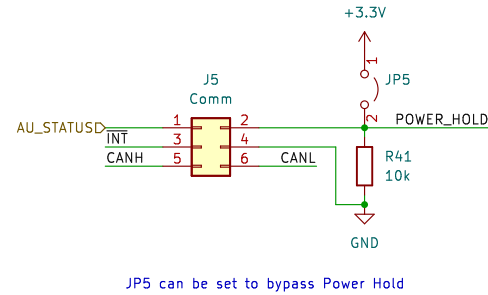 +3.3V
1
JP5
2
J5
Comm
AU_STATUS
1
2
POWER_HOLD
INT
3
4
CANH
5
6
CANL
R41
10k
GND
JP5 can be set to bypass Power Hold